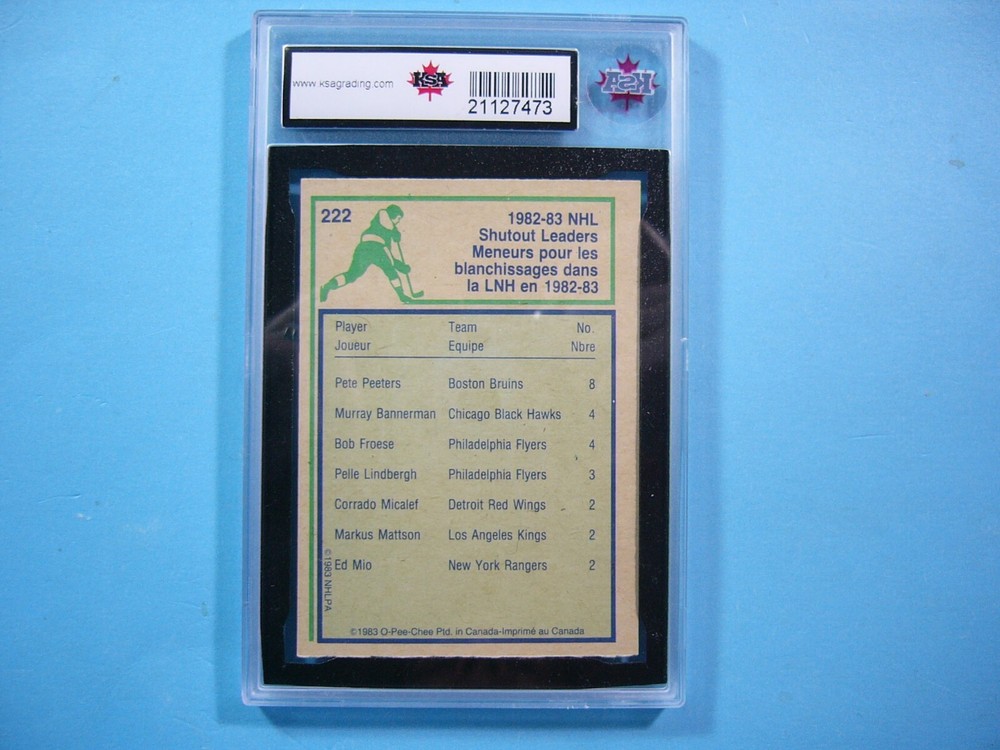 www.ksagrading.com
KSA
21127473
KSA
222
1982-83 NHL
Shutout Leaders
Meneurs pour les
blanchissages dans
la LNH en 1982-83
Player Team No.
Joueur Equipe Nbre
Pete Peeters Boston Bruins 8
Murray Bannerman Chicago Black Hawks 4
Bob Froese Philadelphia Flyers 4
Pelle Lindbergh Philadelphia Flyers 3
Corrado Micalef Detroit Red Wings 2
Markus Mattson Los Angeles Kings 2
Ed Mio New York Rangers 2
©1983 NHLPA
©1983 O-Pee-Chee Ptd. in Canada-Imprimé au Canada